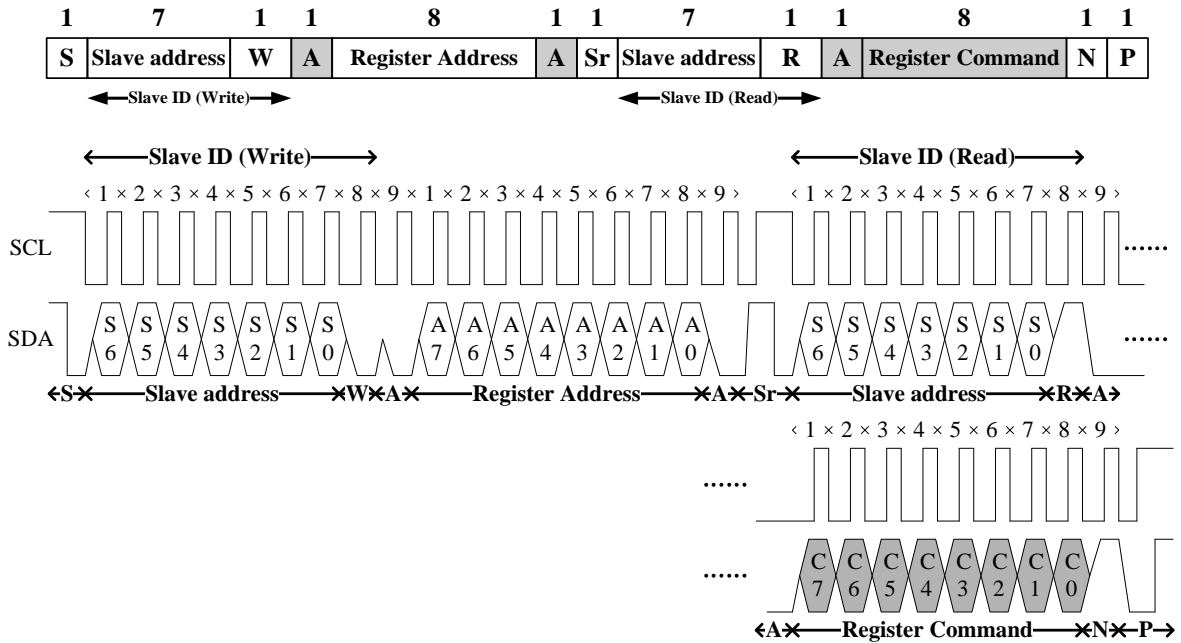 1 7 1 1 8 1 1 7 1 1 8 1 1
S Slave address W A Register Address A Sr Slave address R A Register Command N P
Slave ID (Write) Slave ID (Read)
Slave ID (Write) Slave ID (Read)
‹ 1 × 2 × 3 × 4 × 5 × 6 × 7 × 8 × 9 × 1 × 2 × 3 × 4 × 5 × 6 × 7 × 8 × 9 › ‹ 1 × 2 × 3 × 4 × 5 × 6 × 7 × 8 × 9 ›
SCL ......
SDA S6 S5 S4 S3 S2 S1 S0 A7 A6 A5 A4 A3 A2 A1 A0 S6 S5 S4 S3 S2 S1 S0 ......
S Slave address W A Register Address A Sr Slave address R A
‹ 1 × 2 × 3 × 4 × 5 × 6 × 7 × 8 × 9 ›
......
...... C7 C6 C5 C4 C3 C2 C1 C0
A Register Command N P